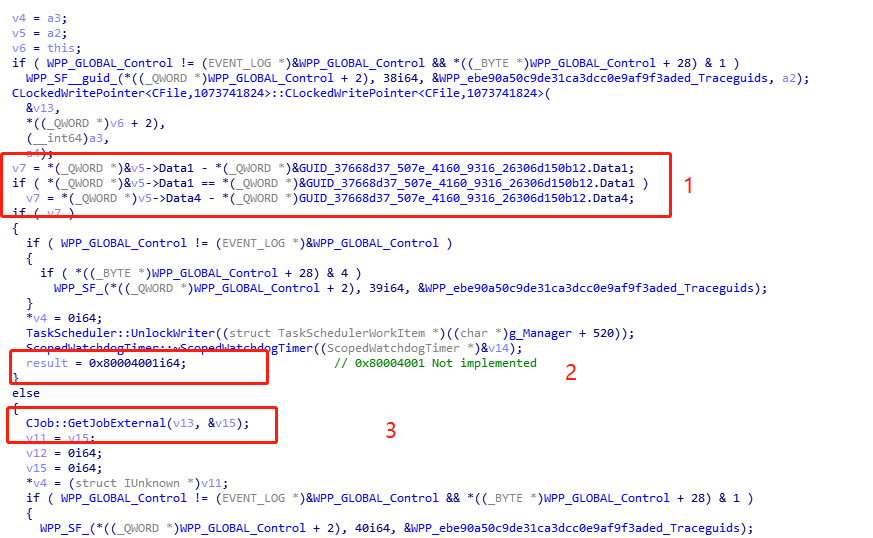 v4 = a3;
v5 = a2;
v6 = this;
if ( WPP_GLOBAL_Control != (EVENT_LOG *)&WPP_GLOBAL_Control && *((_BYTE *)WPP_GLOBAL_Control + 28) & 1 )
WPP_SF__guid_(*((_QWORD *)WPP_GLOBAL_Control + 2), 38i64, &WPP_ebe90a50c9de31ca3dcc0e9af9f3aded_Traceguids, a2);
CLockedWritePointer<CFile,1073741824>::CLockedWritePointer<CFile,1073741824>(
&v13,
*((_QWORD *)v6 + 2),
(__int64)a3,
a4);
v7 = *(_QWORD *)&v5->Data1 - *(_QWORD *)&GUID_37668d37_507e_4160_9316_26306d150b12.Data1;
if ( *(_QWORD *)&v5->Data1 == *(_QWORD *)&GUID_37668d37_507e_4160_9316_26306d150b12.Data1 )
v7 = *(_QWORD *)v5->Data4 - *(_QWORD *)GUID_37668d37_507e_4160_9316_26306d150b12.Data4;
1
if ( v7 )
{
if ( WPP_GLOBAL_Control != (EVENT_LOG *)&WPP_GLOBAL_Control )
{
if ( *((_BYTE *)WPP_GLOBAL_Control + 28) & 4 )
WPP_SF_(*((_QWORD *)WPP_GLOBAL_Control + 2), 39i64, &WPP_ebe90a50c9de31ca3dcc0e9af9f3aded_Traceguids);
}
*v4 = 0i64;
TaskScheduler::UnlockWriter((struct TaskSchedulerWorkItem *)((char *)g_Manager + 520));
ScopedWatchdogTimer::~ScopedWatchdogTimer((ScopedWatchdogTimer *)&v14);
result = 0x80004001i64; // 0x80004001 Not implemented
2
}
else
{
CJob::GetJobExternal(v13, &v15);
3
v11 = v15;
v12 = 0i64;
v15 = 0i64;
*v4 = (struct IUnknown *)v11;
if ( WPP_GLOBAL_Control != (EVENT_LOG *)&WPP_GLOBAL_Control && *((_BYTE *)WPP_GLOBAL_Control + 28) & 1 )
{
WPP_SF_(*((_QWORD *)WPP_GLOBAL_Control + 2), 40i64, &WPP_ebe90a50c9de31ca3dcc0e9af9f3aded_Traceguids);